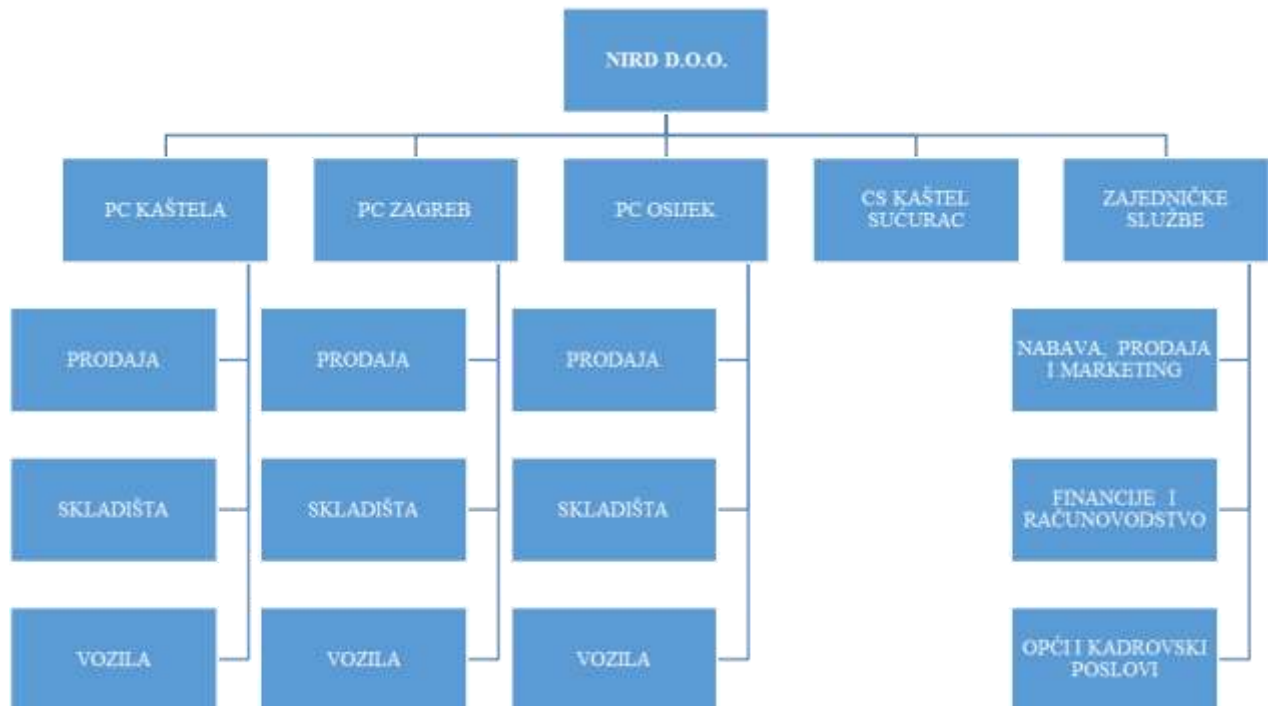 NIRD D.O.O.
PC KAŠTELA
PC ZAGREB
PC OSIJEK
CS KAŠTEL
SUĆURAC
ZAJEDNIČKE
SLUŽBE
PRODAJA
PRODAJA
PRODAJA
NABAVA, PRODAJA
I MARKETING
SKLADIŠTA
SKLADIŠTA
SKLADIŠTA
FINANCIJE I
RAČUNOVODSTVO
VOZILA
VOZILA
VOZILA
OPĆI I KADROVSKI
POSLOVI